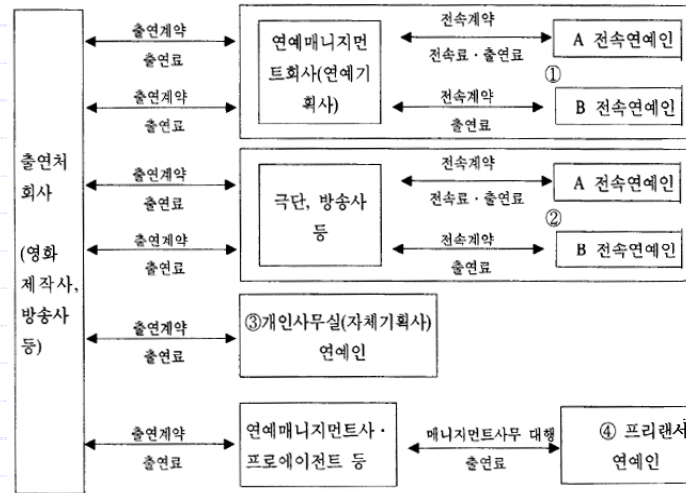 출연처
회사
(영화
제작사,
방송사
등)
출연계약
출연료
출연계약
출연료
연예매니지먼
트회사(연예기
획사)
전속계약
전속료·출연료
A 전속연예인
①
전속계약
출연료
B 전속연예인
출연계약
출연료
출연계약
출연료
극단, 방송사
등
전속계약
전속료·출연료
A 전속연예인
②
전속계약
출연료
B 전속연예인
출연계약
출연료
③개인사무실(자체기획사)
연예인
출연계약
출연료
연예매니지먼트사·
프로에이전트 등
매니지먼트사무 대행
출연료
④ 프리랜서
연예인